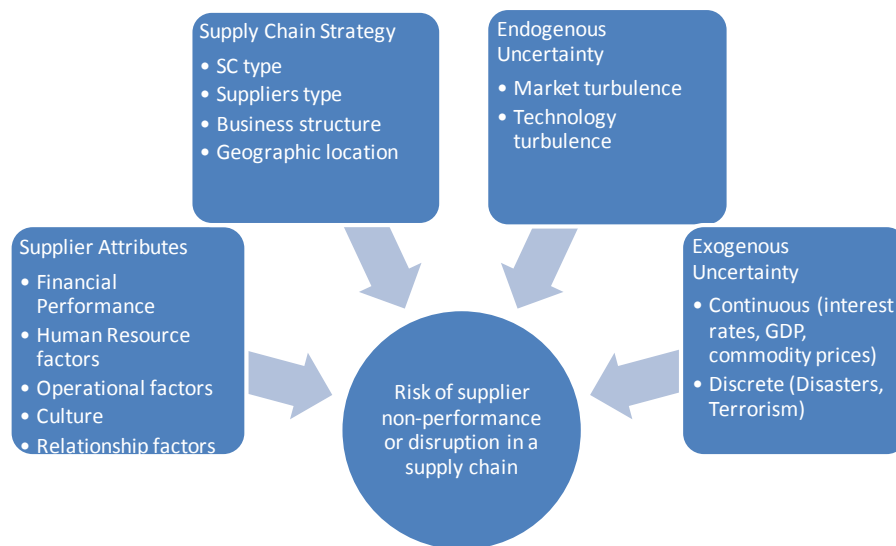 Supply Chain Strategy
• SC type
• Suppliers type
• Business structure
• Geographic location
Endogenous
Uncertainty
• Market turbulence
• Technology
turbulence
Supplier Attributes
• Financial
Performance
• Human Resource
factors
• Operational factors
• Culture
• Relationship factors
Exogenous
Uncertainty
• Continuous (interest
rates, GDP,
commodity prices)
• Discrete (Disasters,
Terrorism)
Risk of supplier
non-performance
or disruption in a
supply chain